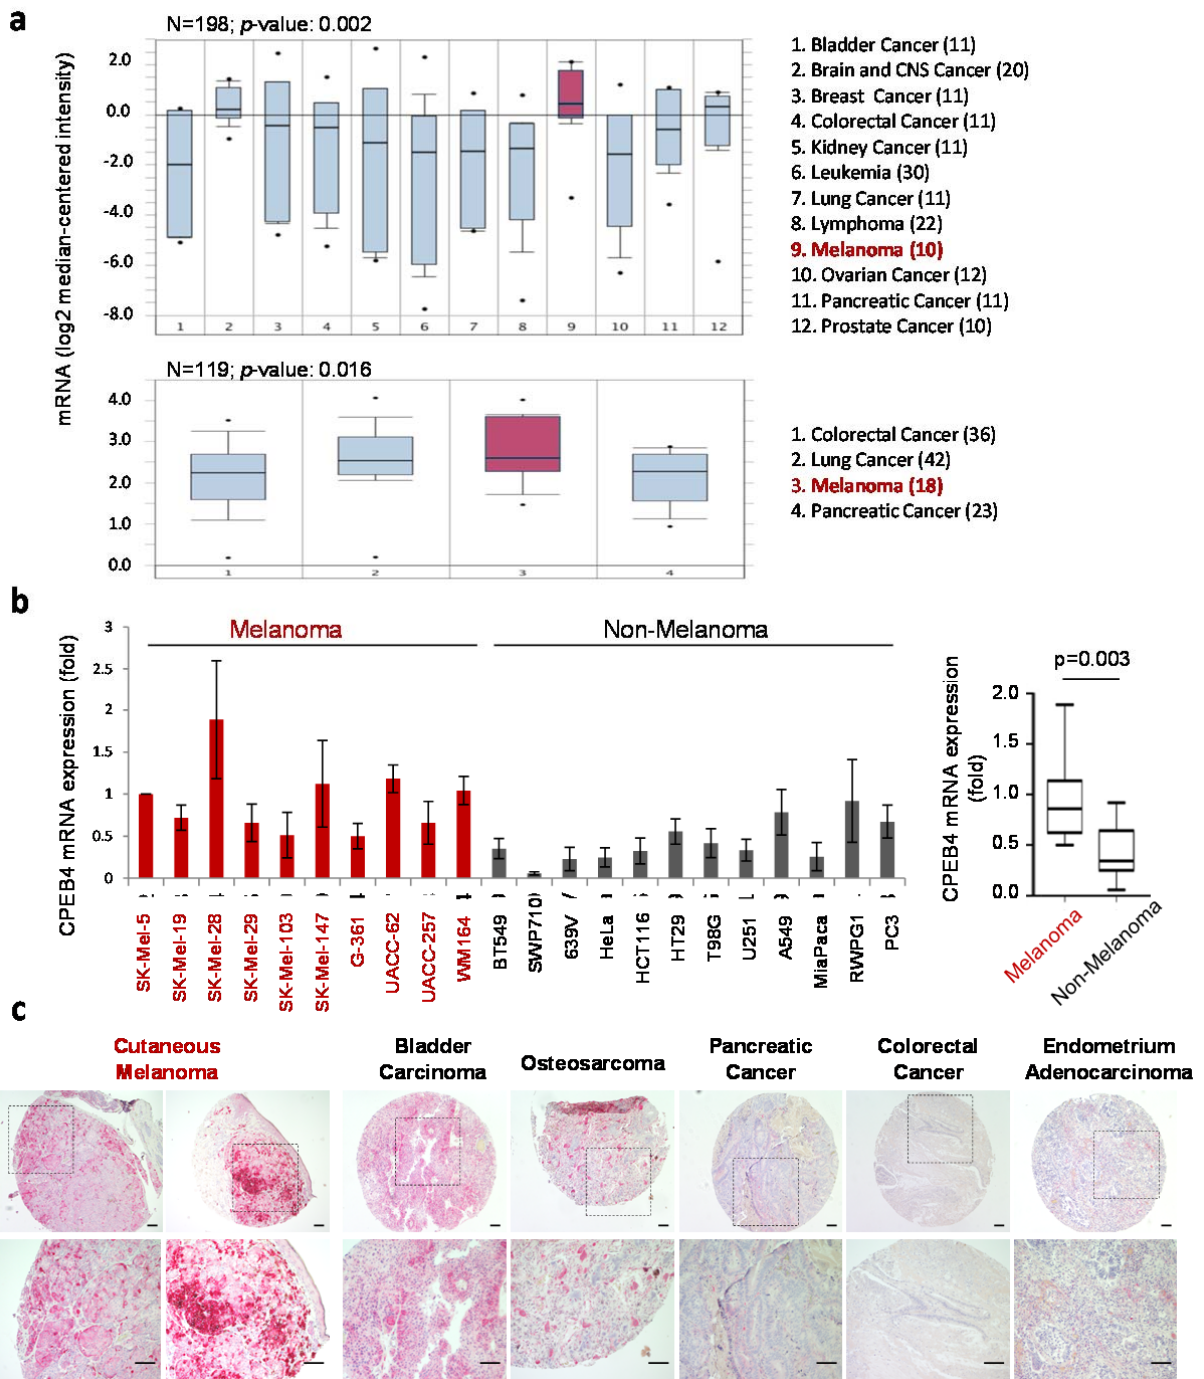 a
N=198; p-value: 0.002
mRNA (log2 median-centered intensity)
2.0
0.0
-2.0
-4.0
-6.0
-8.0
1 2 3 4 5 6 7 8 9 10 11 12
1. Bladder Cancer (11)
2. Brain and CNS Cancer (20)
3. Breast Cancer (11)
4. Colorectal Cancer (11)
5. Kidney Cancer (11)
6. Leukemia (30)
7. Lung Cancer (11)
8. Lymphoma (22)
9. Melanoma (10)
10. Ovarian Cancer (12)
11. Pancreatic Cancer (11)
12. Prostate Cancer (10)
N=119; p-value: 0.016
4.0
3.0
2.0
1.0
0.0
1 2 3 4
1. Colorectal Cancer (36)
2. Lung Cancer (42)
3. Melanoma (18)
4. Pancreatic Cancer (23)
b
CPEB4 mRNA expression (fold)
3
2.5
2
1.5
1
0.5
0
Melanoma
Non-Melanoma
SK-Mel-5
SK-Mel-19
SK-Mel-28
SK-Mel-29
SK-Mel-103
SK-Mel-147
G-361
UACC-62
UACC-257
WM164
BT549
SWP710
639V
HeLa
HCT116
HT29
T98G
U251
A549
MiaPaca
RWPG1
PC3
p=0.003
CPEB4 mRNA expression
(fold)
2.0
1.5
1.0
0.5
0.0
Melanoma
Non-Melanoma
c
Cutaneous
Melanoma
Bladder
Carcinoma
Osteosarcoma
Pancreatic
Cancer
Colorectal
Cancer
Endometrium
Adenocarcinoma